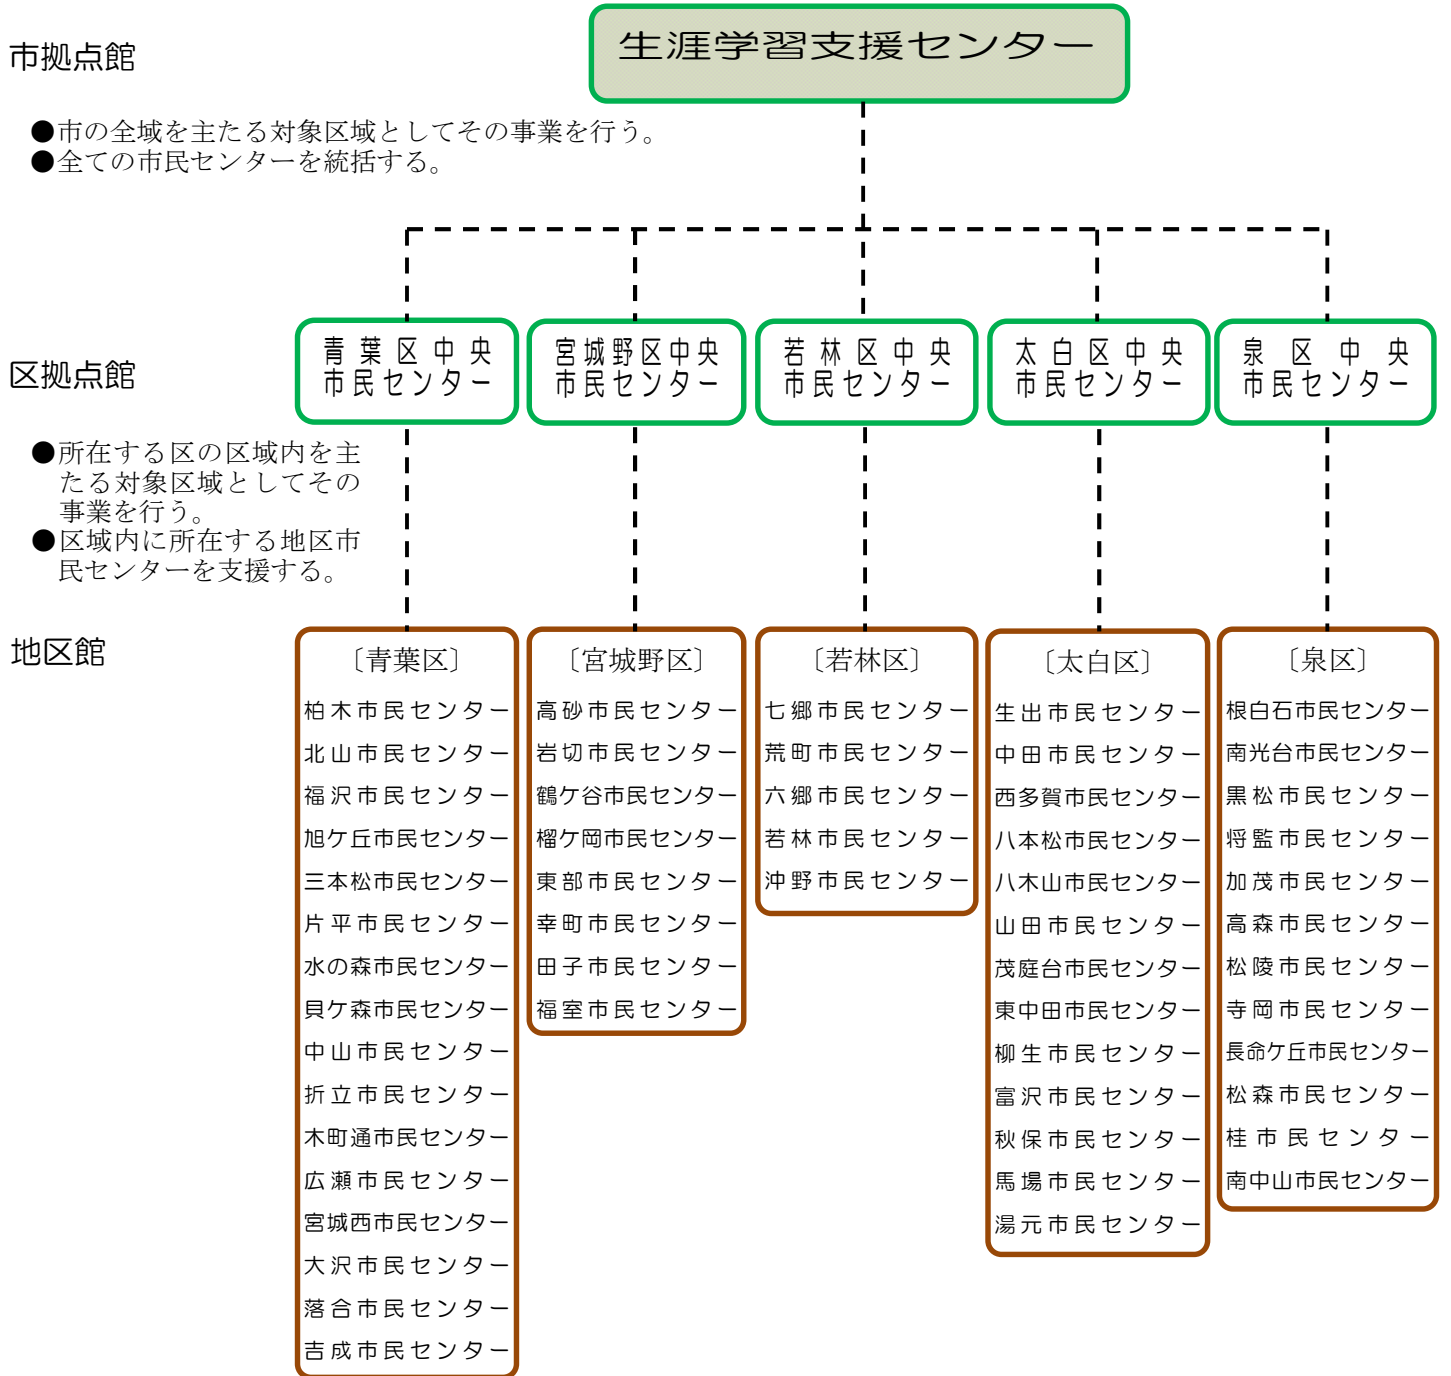 市拠点館
生涯学習支援センター
●市の全域を主たる対象区域としてその事業を行う。
●全ての市民センターを統括する。
区拠点館
青葉区中央
市民センター
宮城野区中央
市民センター
若林区中央
市民センター
太白区中央
市民センター
泉区中央
市民センター
●所在する区の区域内を主
たる対象区域としてその
事業を行う。
●区域内に所在する地区市
民センターを支援する。
地区館
〔青葉区〕
柏木市民センター
北山市民センター
福沢市民センター
旭ケ丘市民センター
三本松市民センター
片平市民センター
水の森市民センター
貝ケ森市民センター
中山市民センター
折立市民センター
木町通市民センター
広瀬市民センター
宮城西市民センター
大沢市民センター
落合市民センター
吉成市民センター
〔宮城野区〕
高砂市民センター
岩切市民センター
鶴ケ谷市民センター
榴ケ岡市民センター
東部市民センター
幸町市民センター
田子市民センター
福室市民センター
〔若林区〕
七郷市民センター
荒町市民センター
六郷市民センター
若林市民センター
沖野市民センター
〔太白区〕
生出市民センター
中田市民センター
西多賀市民センター
八本松市民センター
八木山市民センター
山田市民センター
茂庭台市民センター
東中田市民センター
柳生市民センター
富沢市民センター
秋保市民センター
馬場市民センター
湯元市民センター
〔泉区〕
根白石市民センター
南光台市民センター
黒松市民センター
将監市民センター
加茂市民センター
高森市民センター
松陵市民センター
寺岡市民センター
長命ケ丘市民センター
松森市民センター
桂市民センター
南中山市民センター